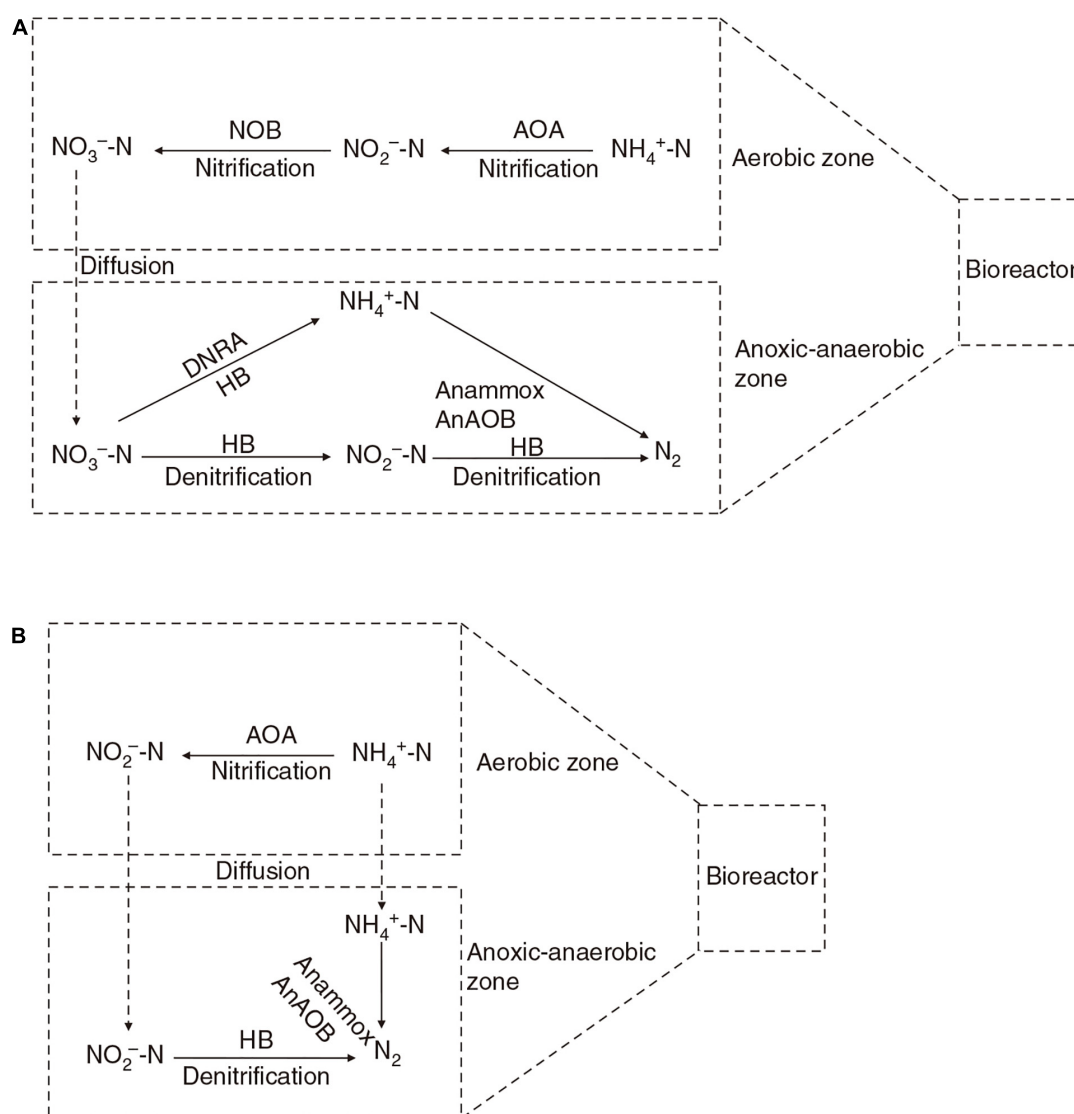 A
NOB
AOA
NO₃⁻-N
NO₂⁻-N
NH₄⁺-N
Nitrification
Nitrification
Aerobic zone
Diffusion
Bioreactor
NH₄⁺-N
DNRA
HB
Anoxic-anaerobic
zone
Anammox
AnAOB
NO₃⁻-N
HB
Denitrification
NO₂⁻-N
HB
Denitrification
N₂
B
AOA
NO₂⁻-N
NH₄⁺-N
Nitrification
Aerobic zone
Diffusion
Bioreactor
NH₄⁺-N
Anoxic-anaerobic
zone
Anammox
AnAOB
NO₂⁻-N
HB
Denitrification
N₂